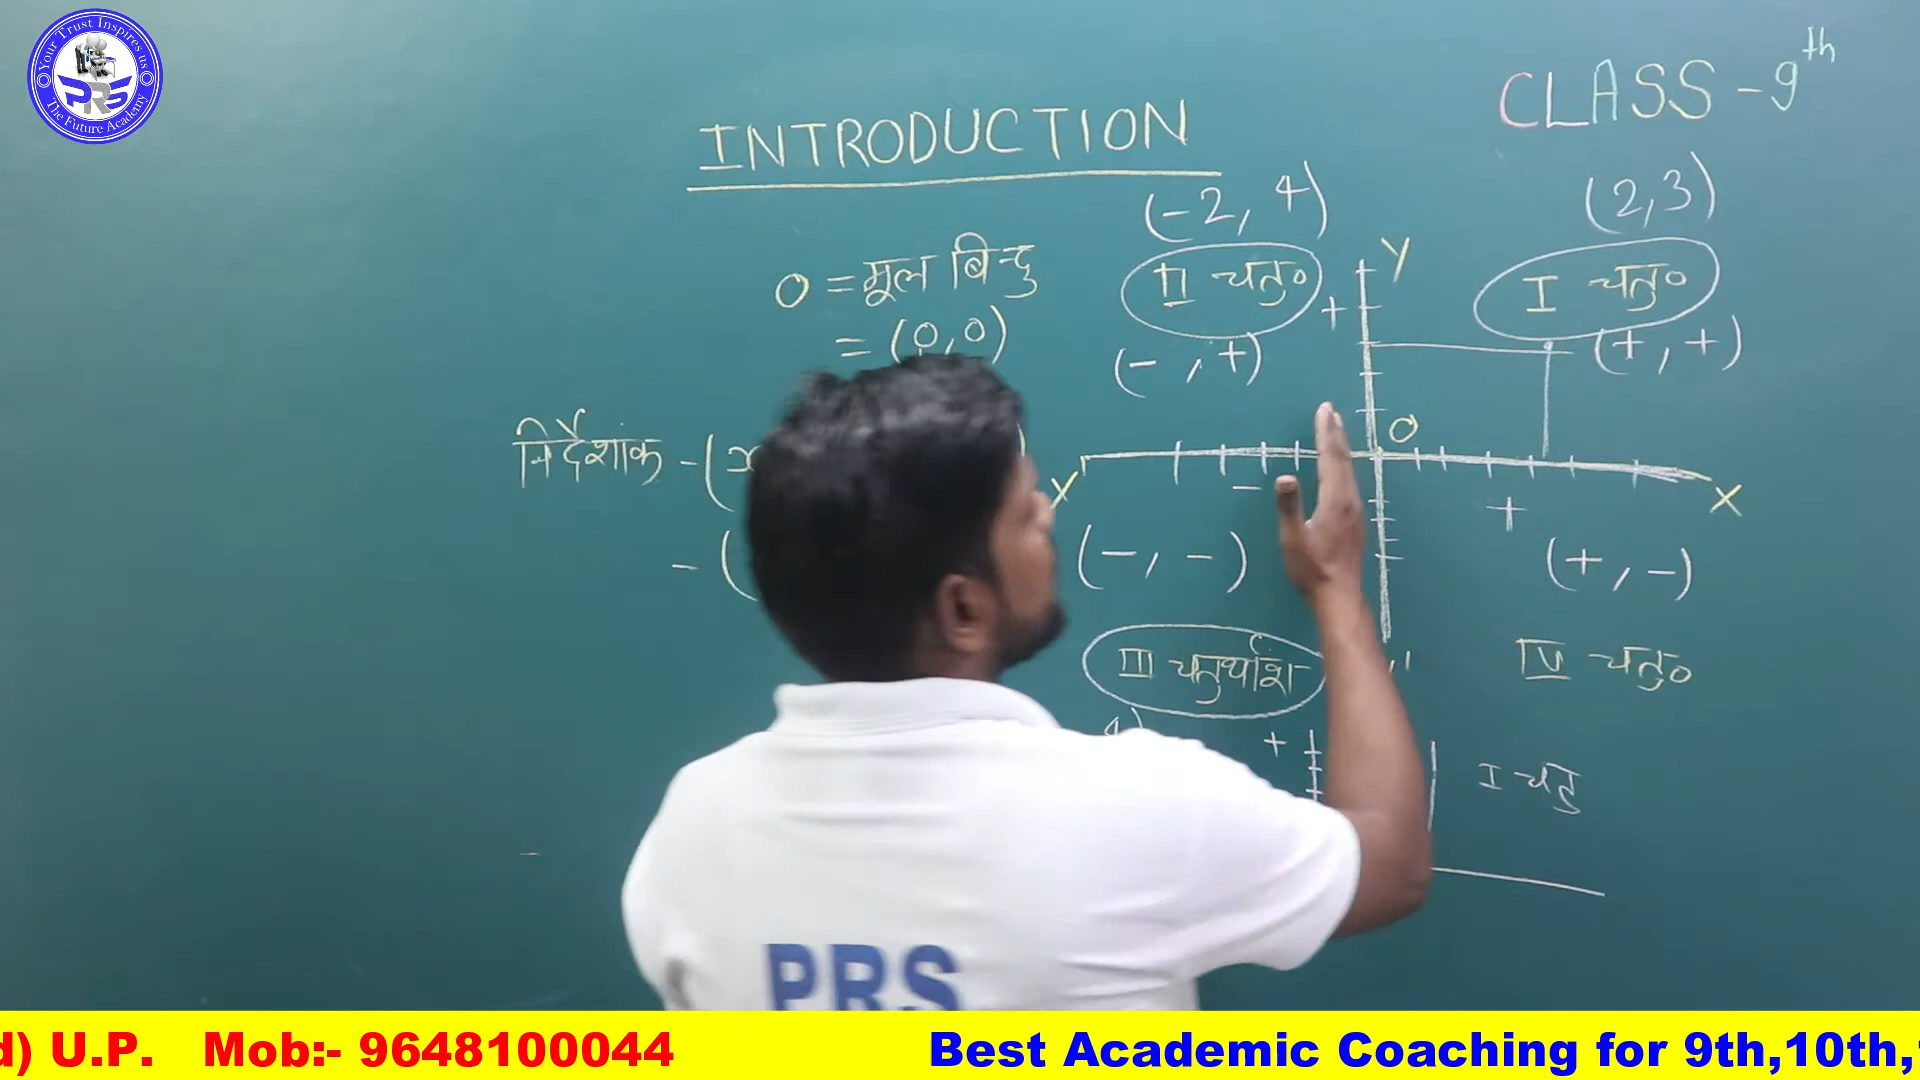 Your Trust Inspires us
PRS
The Future Academy
CLASS - 9th
INTRODUCTION
(-2, 4)
(2,3)
O = मूल बिन्दु
= (0,0)
II चतु०
Y
I चतु०
+
(-, +)
(+, +)
O
निर्देशांक - (x
X'
X
-
+
- (
(-, -)
(+, -)
III चतुर्थांश
IV चतु०
4)
+
I चतु
PRS
d) U.P. Mob:- 9648100044 Best Academic Coaching for 9th,10th,